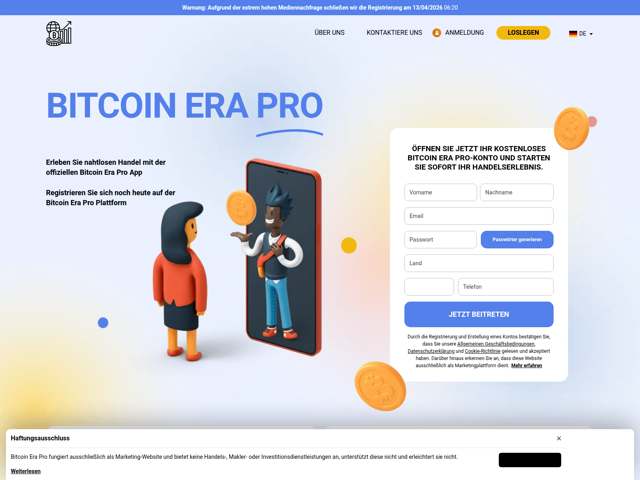 Warnung: Aufgrund der extrem hohen Mediennachfrage schließen wir die Registrierung am 13/04/2026 06:20
ÜBER UNS
KONTAKTIERE UNS
ANMELDUNG
LOSLEGEN
DE
BITCOIN ERA PRO
Erleben Sie nahtlosen Handel mit der
offiziellen Bitcoin Era Pro App
Registrieren Sie sich noch heute auf der
Bitcoin Era Pro Plattform
ÖFFNEN SIE JETZT IHR KOSTENLOSES
BITCOIN ERA PRO-KONTO UND STARTEN
SIE SOFORT IHR HANDELSERLEBNIS.
Vorname
Nachname
Email
Passwort
Passwörter generieren
Land
Telefon
JETZT BEITRETEN
Durch die Registrierung und Erstellung eines Kontos bestätigen Sie,
dass Sie unsere Allgemeinen Geschäftsbedingungen,
Datenschutzerklärung und Cookie-Richtlinie gelesen und akzeptiert
haben. Darüber hinaus erkennen Sie an, dass diese Website
ausschließlich als Marketingplattform dient. Mehr erfahren
Haftungsausschluss
×
Bitcoin Era Pro fungiert ausschließlich als Marketing-Website und bietet keine Handels-, Makler- oder Investitionsdienstleistungen an, unterstützt diese nicht und erleichtert sie nicht.
Weiterlesen